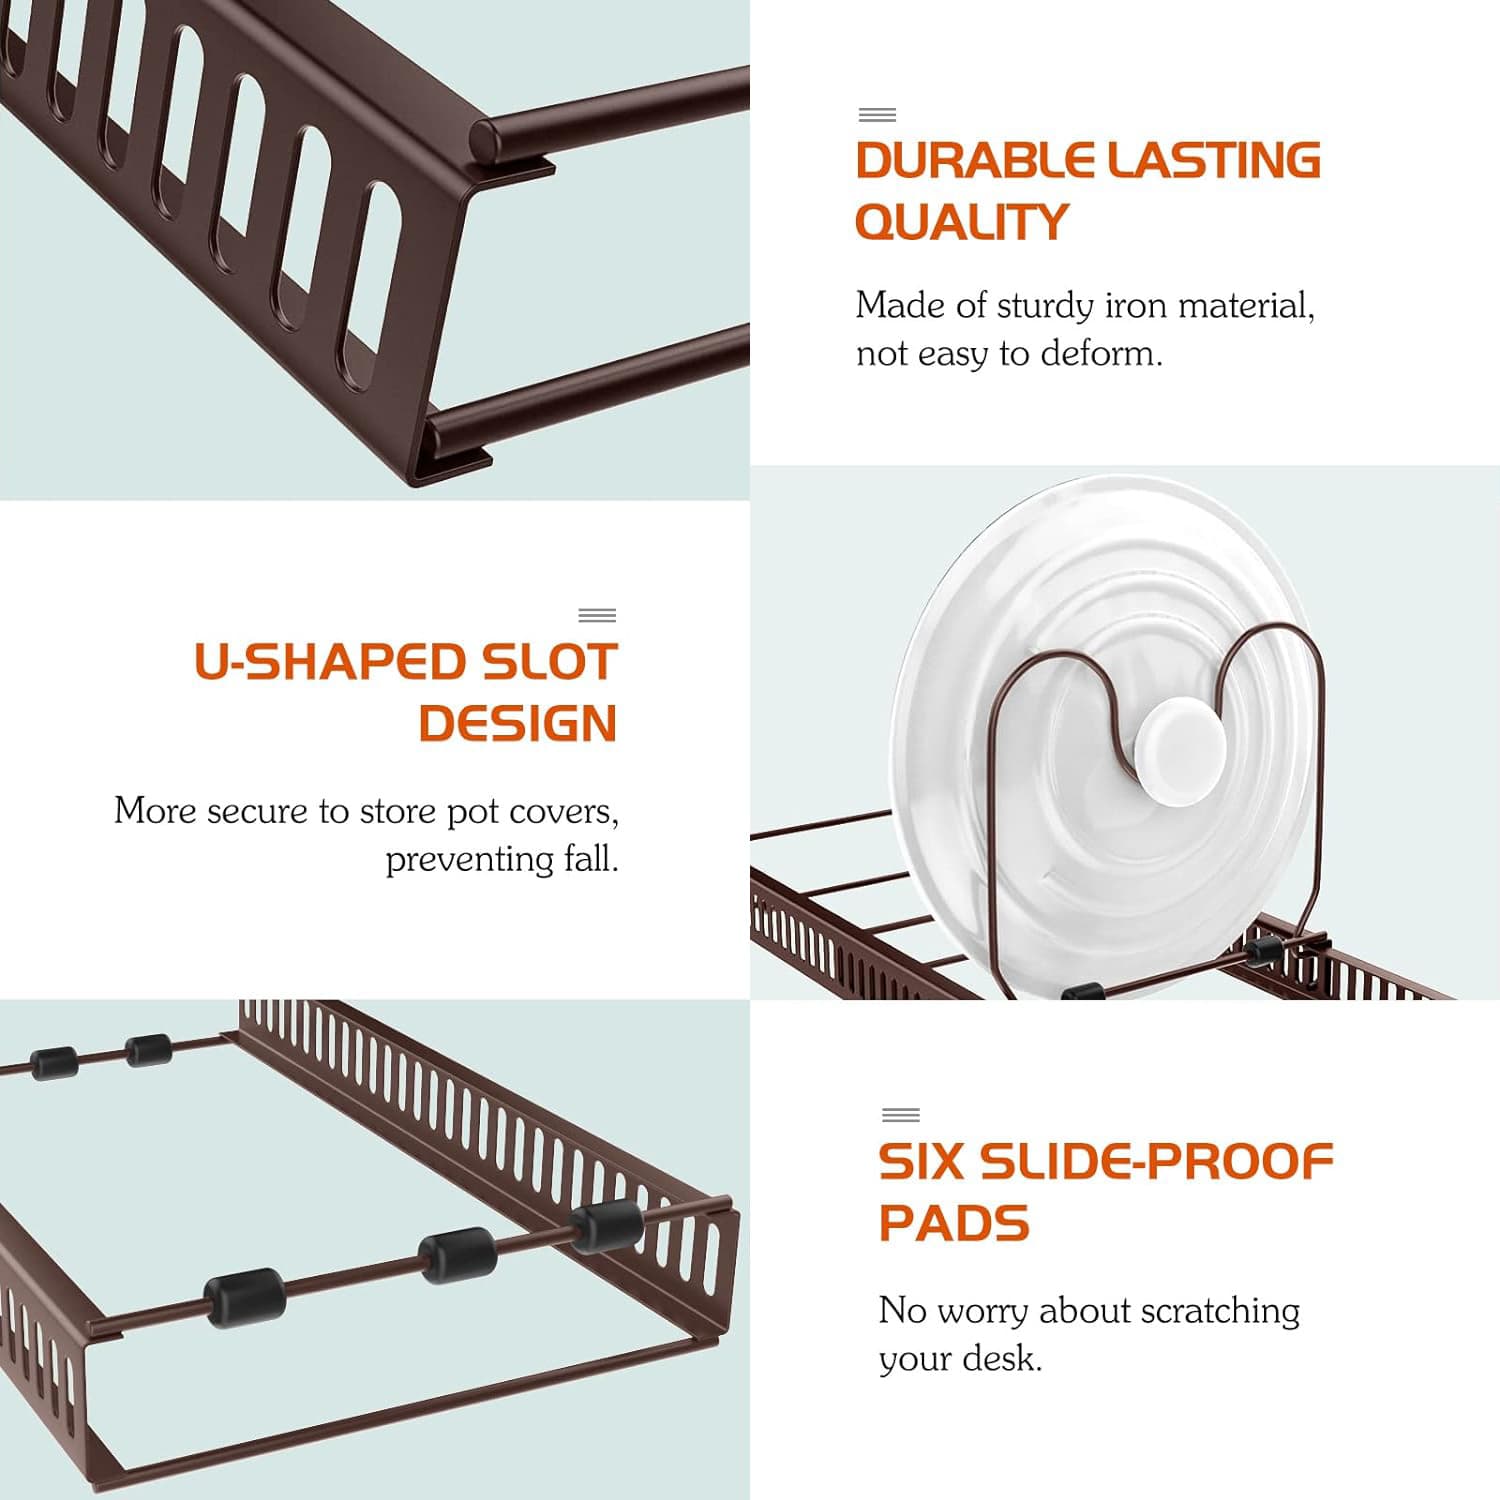 DURABLE LASTING
QUALITY
Made of sturdy iron material,
not easy to deform.
U-SHAPED SLOT
DESIGN
More secure to store pot covers,
preventing fall.
SIX SLIDE-PROOF
PADS
No worry about scratching
your desk.